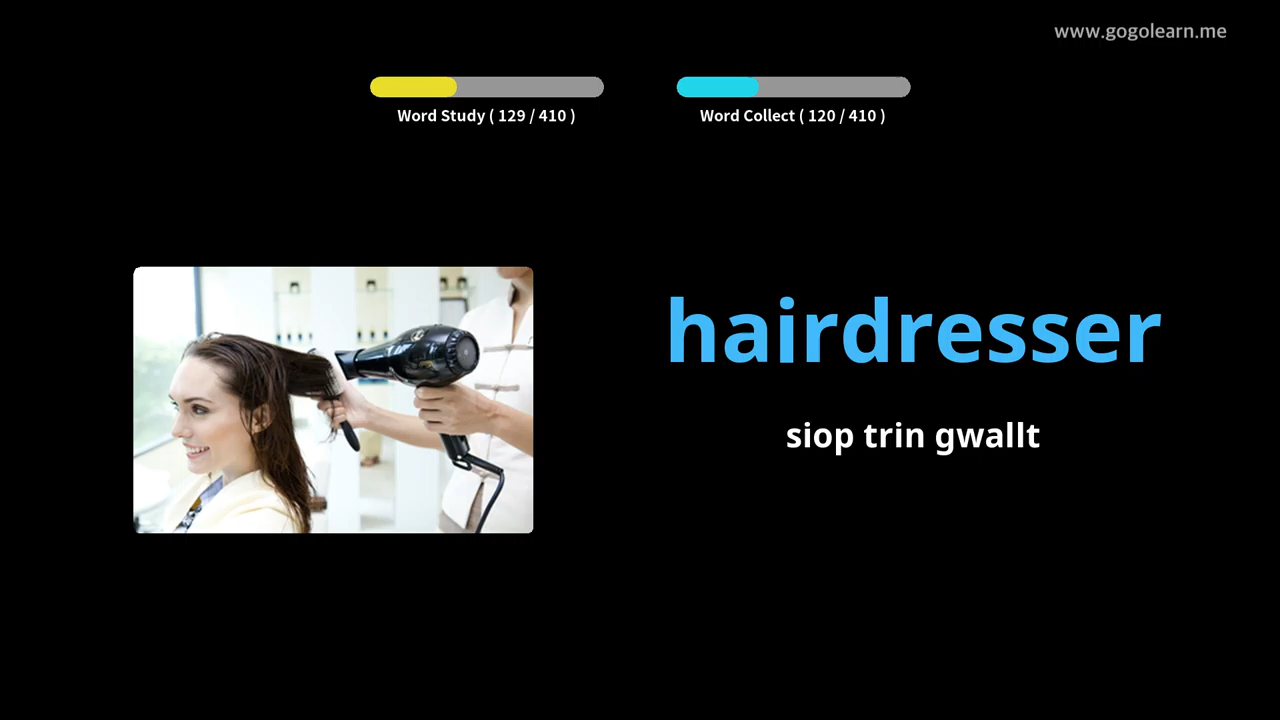 www.gogolearn.me
Word Study ( 129 / 410 )
Word Collect ( 120 / 410 )
hairdresser
siop trin gwallt